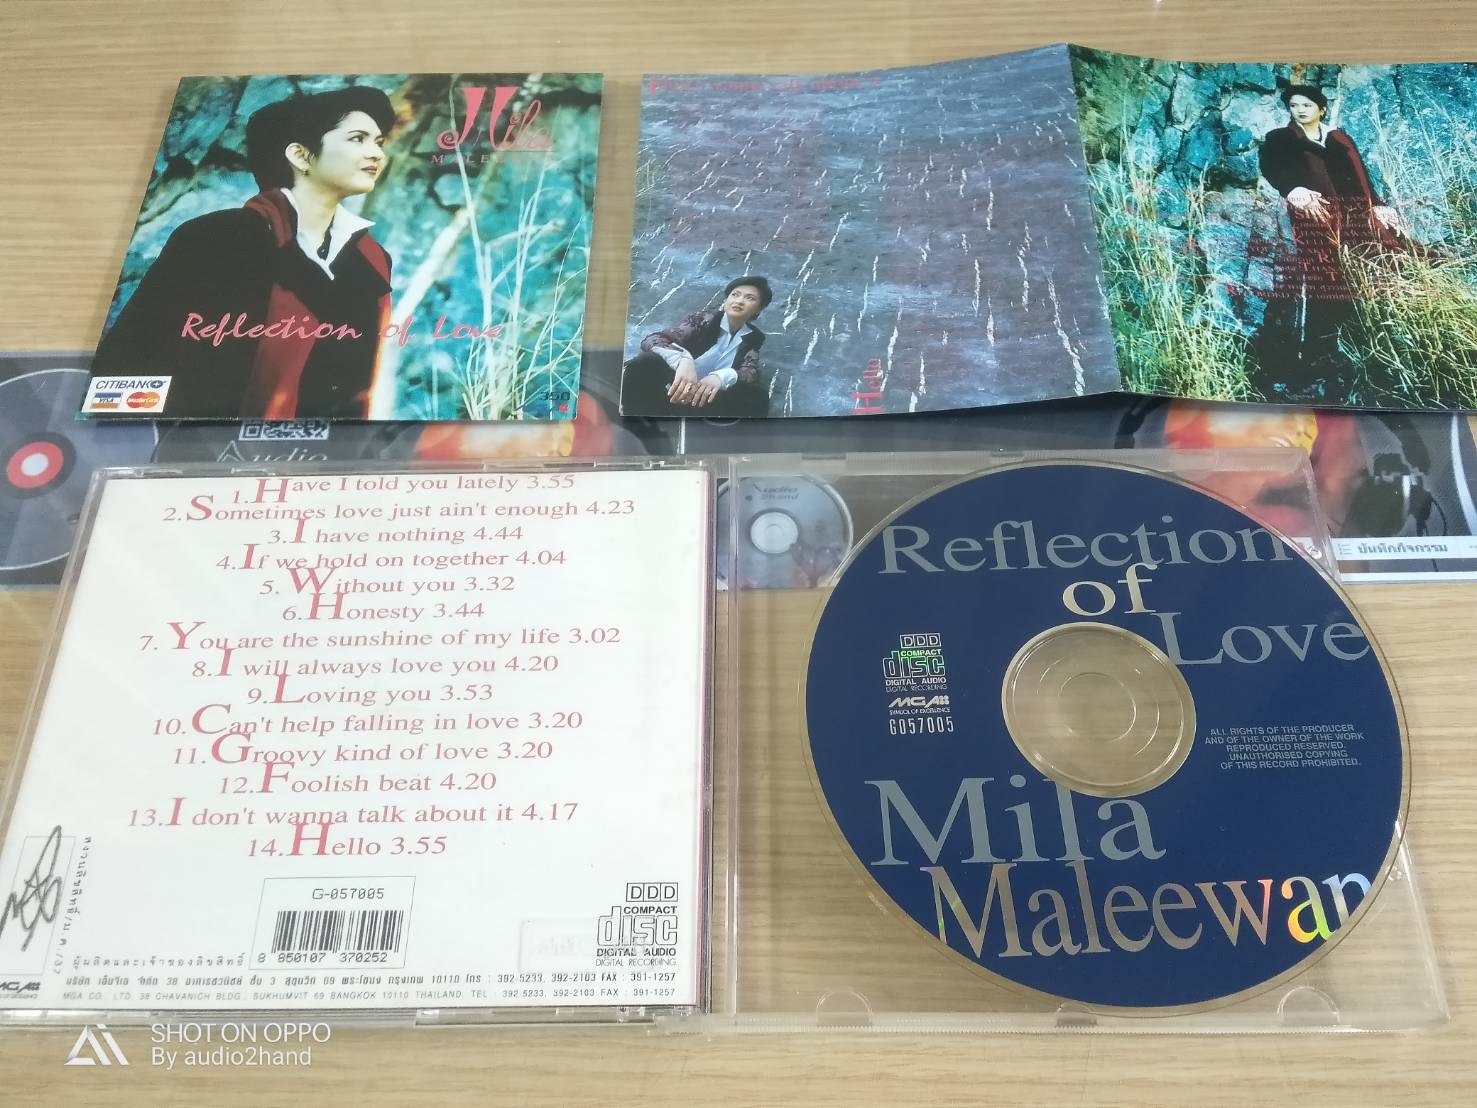 Mila
Reflection of Love
CITIBANK
VISA
MasterCard
350
Hello
Audio
Audio
2hand
บันทึกกิจกรรม
1.Have I told you lately 3.55
2.Sometimes love just ain't enough 4.23
3.I have nothing 4.44
4.If we hold on together 4.04
5. Without you 3.32
6.Honesty 3.44
7. You are the sunshine of my life 3.02
8.I will always love you 4.20
9.Loving you 3.53
10.Can't help falling in love 3.20
11.Groovy kind of love 3.20
12.Foolish beat 4.20
13.I don't wanna talk about it 4.17
14.Hello 3.55
G-057005
8 850107 370252
DDD
COMPACT
disc
DIGITAL AUDIO
บริษัท เอ็มจีเอ จำกัด 38 อาคารชวนิชย์ ชั้น 3 สุขุมวิท 69 พระโขนง กรุงเทพ 10110 โทร : 392-5233, 392-2103 FAX : 391-1257
MGA CO., LTD. 38 CHAVANICH BLDG., SUKHUMVIT 69 BANGKOK 10110 THAILAND. TEL : 392-5233, 392-2103 FAX : 391-1257
Reflection
of
Love
DDD
COMPACT
disc
DIGITAL AUDIO
DIGITAL RECORDING
MGA
SYMBOL OF EXCELLENCE
G057005
ALL RIGHTS OF THE PRODUCER
AND OF THE OWNER OF THE WORK
REPRODUCED RESERVED.
UNAUTHORISED COPYING
OF THIS RECORD PROHIBITED.
Mila
Maleewan
SHOT ON OPPO
By audio2hand